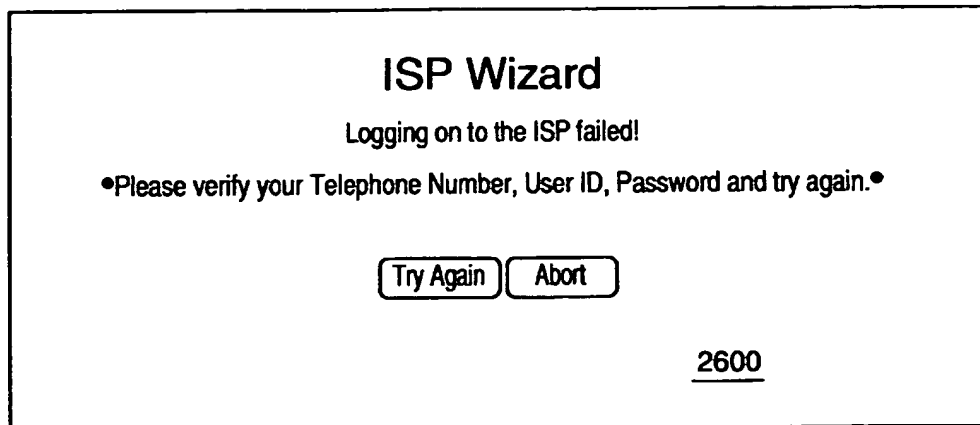 ISP Wizard
Logging on to the ISP failed!
•Please verify your Telephone Number, User ID, Password and try again.•
Try Again Abort
2600